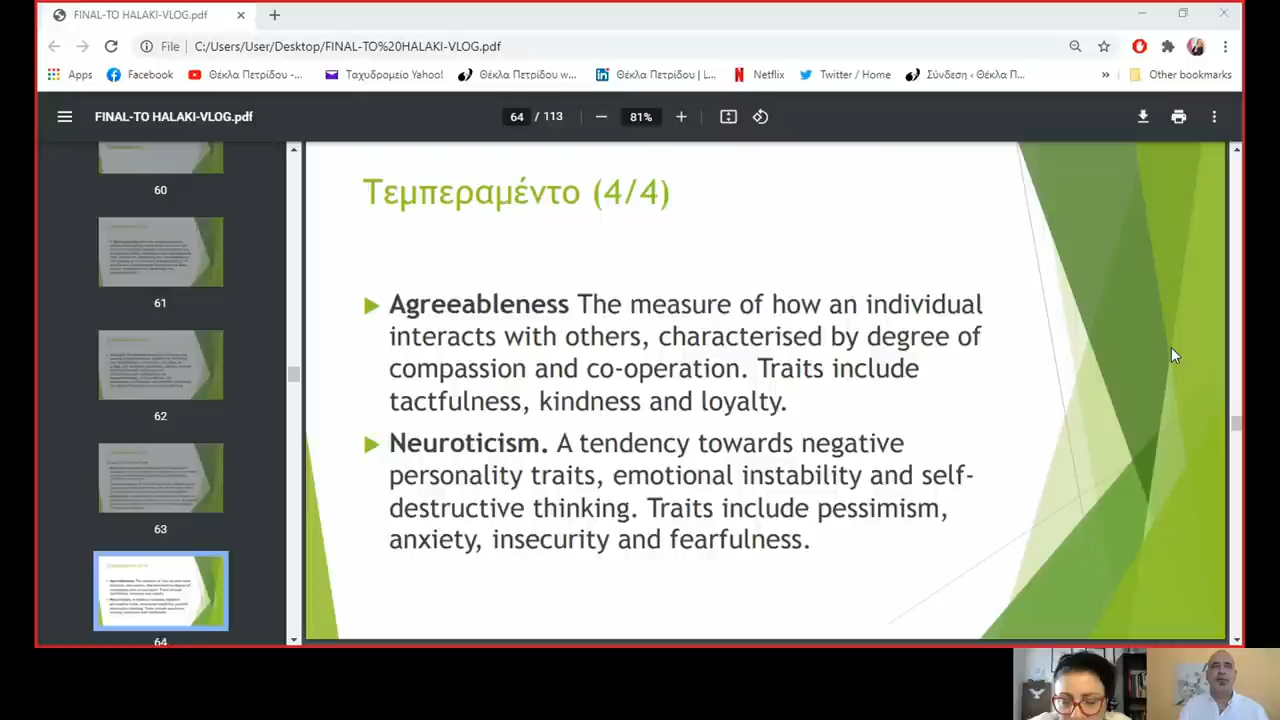 FINAL-TO HALAKI-VLOG.pdf
File C:/Users/User/Desktop/FINAL-TO%20HALAKI-VLOG.pdf
Apps Facebook Θέκλα Πετρίδου -... Ταχυδρομείο Yahoo! Θέκλα Πετρίδου w... Θέκλα Πετρίδου | L... Netflix Twitter / Home Σύνδεση ‹ Θέκλα Π... » Other bookmarks
FINAL-TO HALAKI-VLOG.pdf 64 / 113 81%
60
61
62
63
64
Τεμπεραμέντο (4/4)
Agreeableness The measure of how an individual
interacts with others, characterised by degree of
compassion and co-operation. Traits include
tactfulness, kindness and loyalty.
Neuroticism. A tendency towards negative
personality traits, emotional instability and self-
destructive thinking. Traits include pessimism,
anxiety, insecurity and fearfulness.